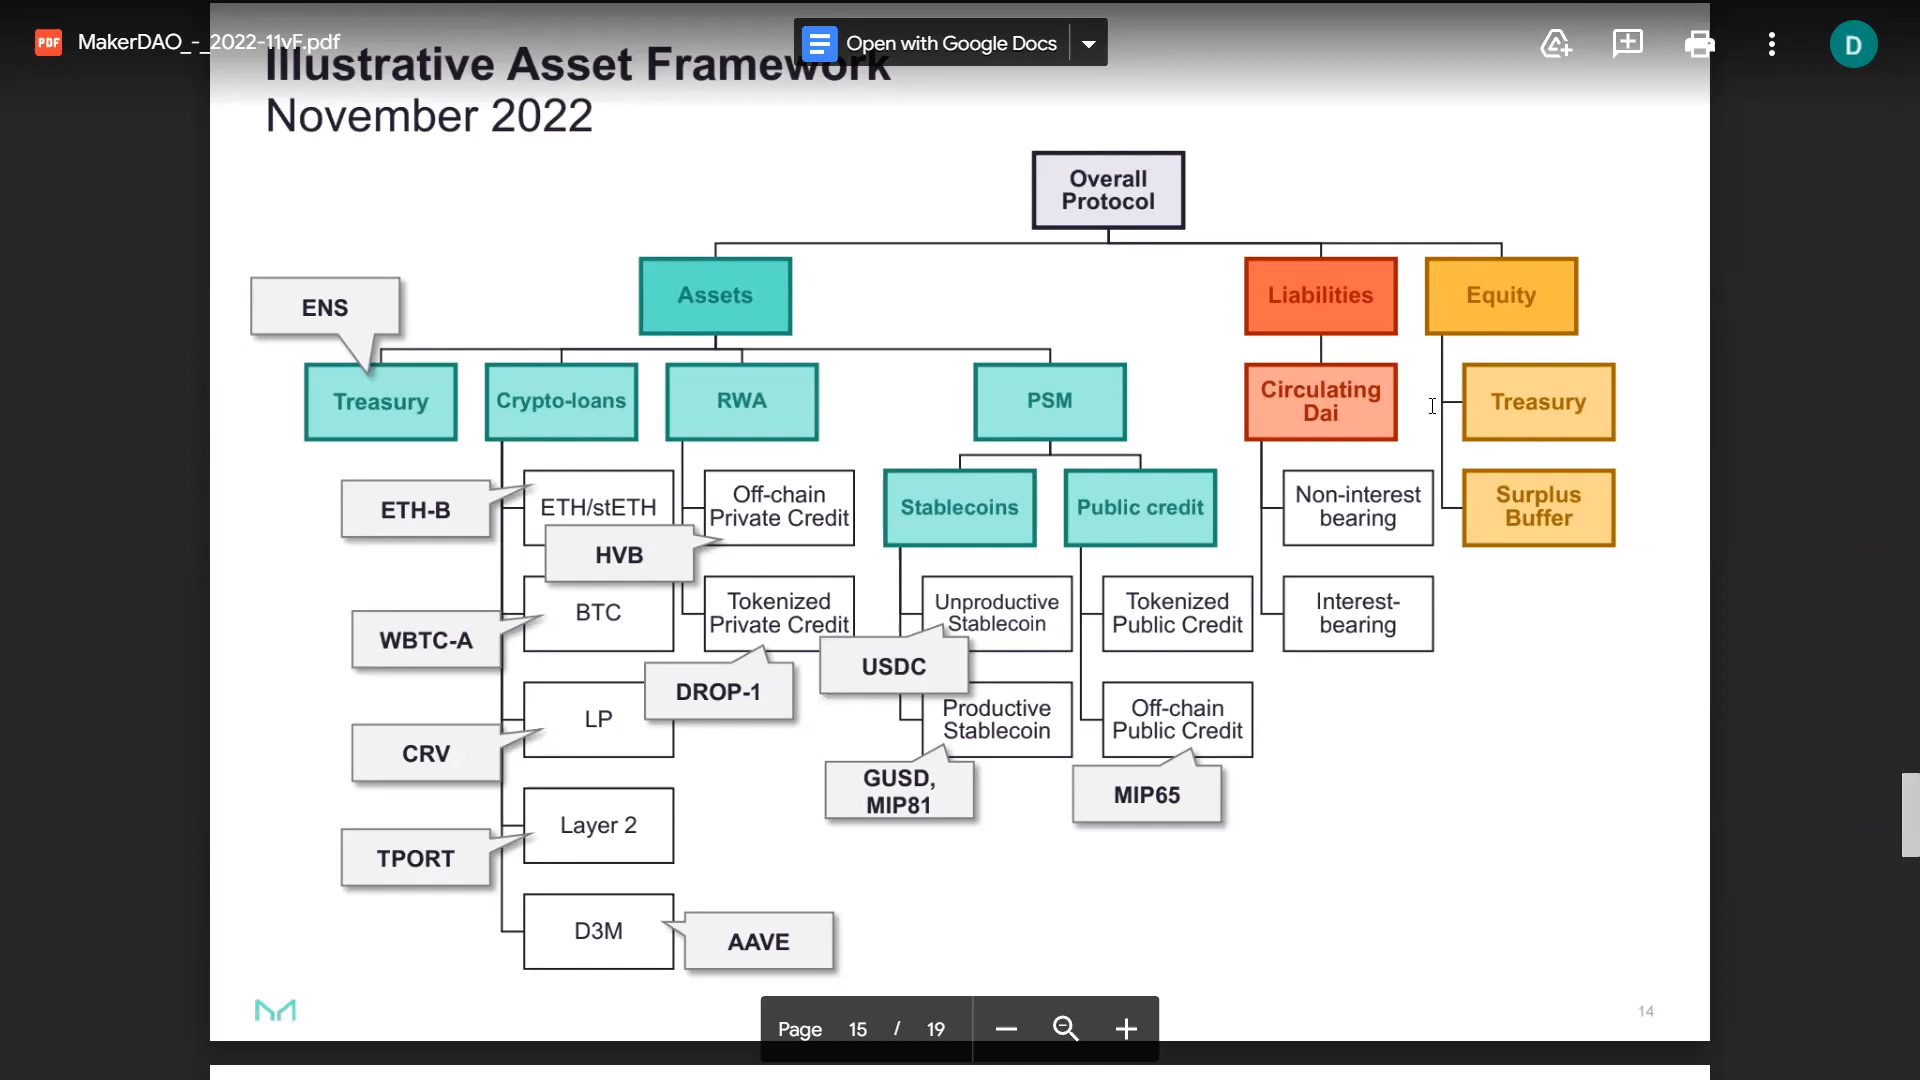 MakerDAO_-_2022-11vF.pdf
Open with Google Docs
D
Illustrative Asset Framework
November 2022
Overall
Protocol
Assets
Liabilities
Equity
ENS
Treasury
Crypto-loans
RWA
PSM
Circulating
Dai
Treasury
ETH-B
ETH/stETH
HVB
Off-chain
Private Credit
Stablecoins
Public credit
Non-interest
bearing
Surplus
Buffer
WBTC-A
BTC
Tokenized
Private Credit
DROP-1
Unproductive
Stablecoin
USDC
Tokenized
Public Credit
Interest-
bearing
CRV
LP
Productive
Stablecoin
GUSD,
MIP81
Off-chain
Public Credit
MIP65
TPORT
Layer 2
D3M
AAVE
14
Page 15 / 19
PDF